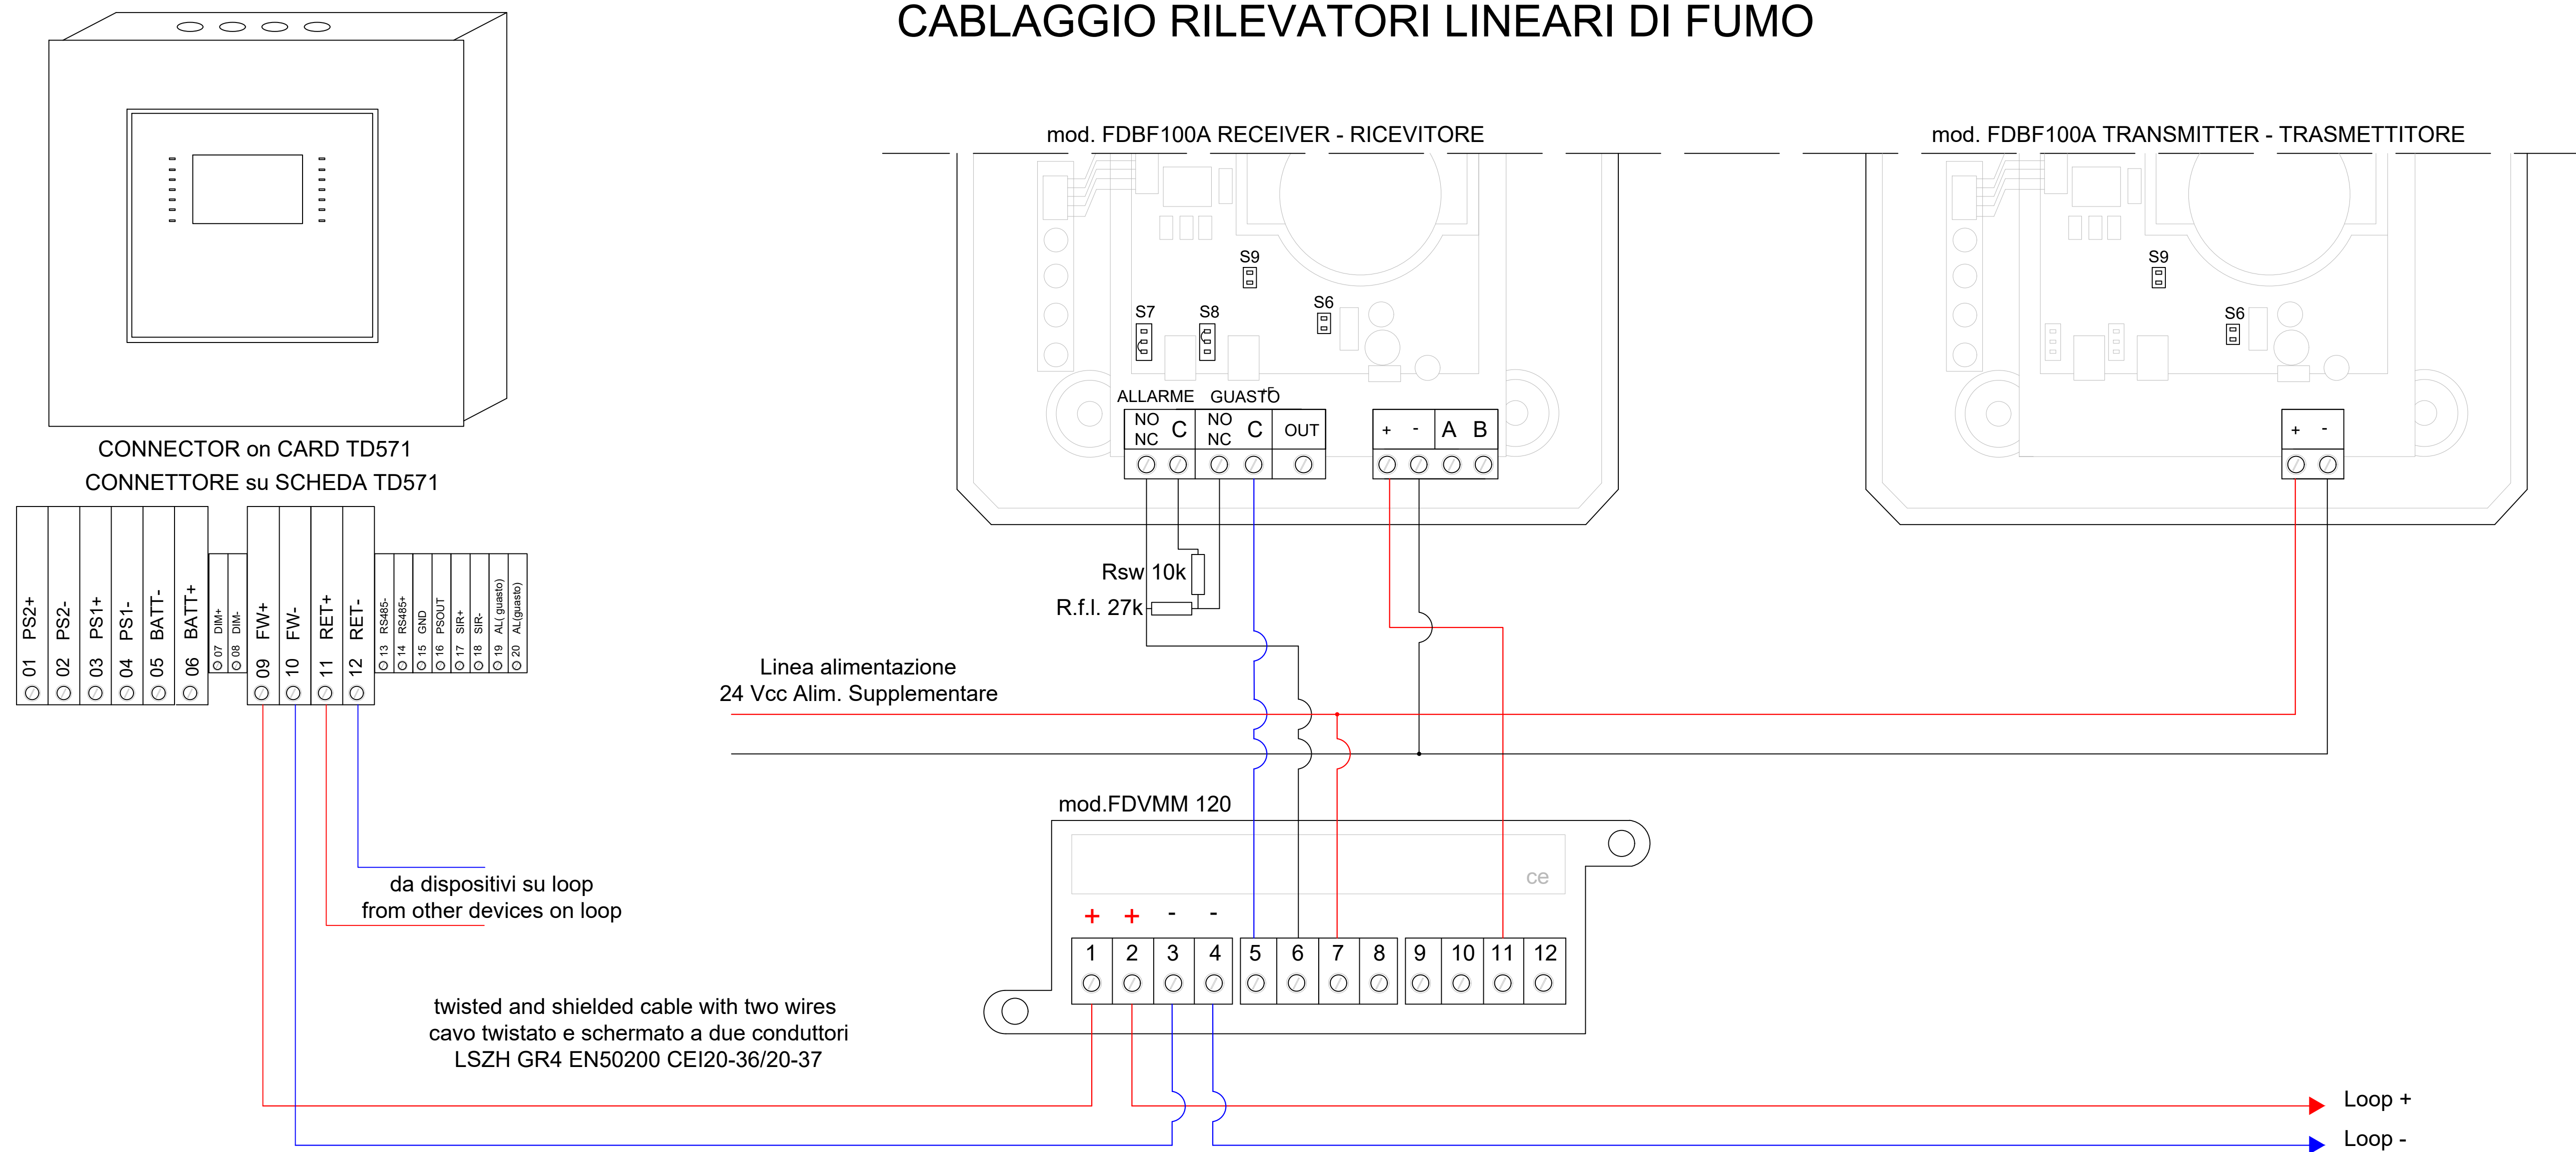 CABLAGGIO RILEVATORI LINEARI DI FUMO
mod. FDBF100A RECEIVER - RICEVITORE
mod. FDBF100A TRANSMITTER - TRASMETTITORE
S9
S7
S8
S6
S9
S6
ALLARME
GUASTO
NO
NC
C
NO
NC
C
OUT
+
-
A
B
+
-
CONNECTOR on CARD TD571
CONNETTORE su SCHEDA TD571
01 PS2+
02 PS2-
03 PS1+
04 PS1-
05 BATT-
06 BATT+
07 DIM+
08 DIM-
09 FW+
10 FW-
11 RET+
12 RET-
13 RS485-
14 RS485+
15 GND
16 PSOUT
17 SIR+
18 SIR-
19 AL( guasto)
20 AL(guasto)
Rsw 10k
R.f.l. 27k
Linea alimentazione
24 Vcc Alim. Supplementare
mod.FDVMM 120
ce
+ + - -
1 2 3 4 5 6 7 8 9 10 11 12
da dispositivi su loop
from other devices on loop
twisted and shielded cable with two wires
cavo twistato e schermato a due conduttori
LSZH GR4 EN50200 CEI20-36/20-37
Loop +
Loop -